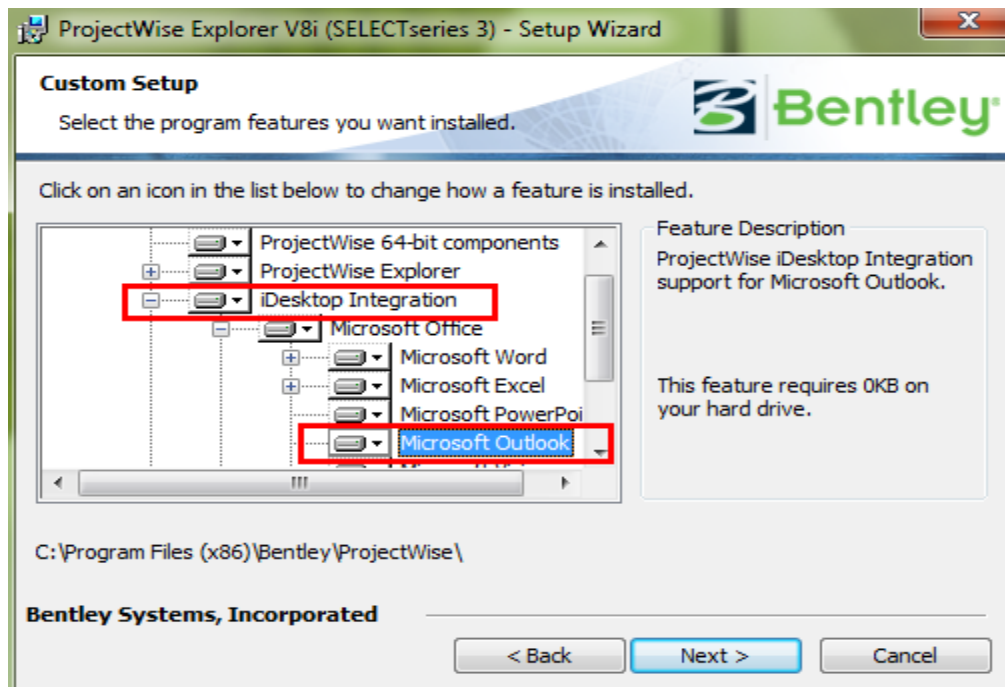 ProjectWise Explorer V8i (SELECTseries 3) - Setup Wizard
Custom Setup
Select the program features you want installed.
Bentley
Click on an icon in the list below to change how a feature is installed.
ProjectWise 64-bit components
ProjectWise Explorer
iDesktop Integration
Microsoft Office
Microsoft Word
Microsoft Excel
Microsoft PowerPoi
Microsoft Outlook
Feature Description
ProjectWise iDesktop Integration
support for Microsoft Outlook.
This feature requires 0KB on
your hard drive.
C:\Program Files (x86)\Bentley\ProjectWise\
Bentley Systems, Incorporated
< Back
Next >
Cancel